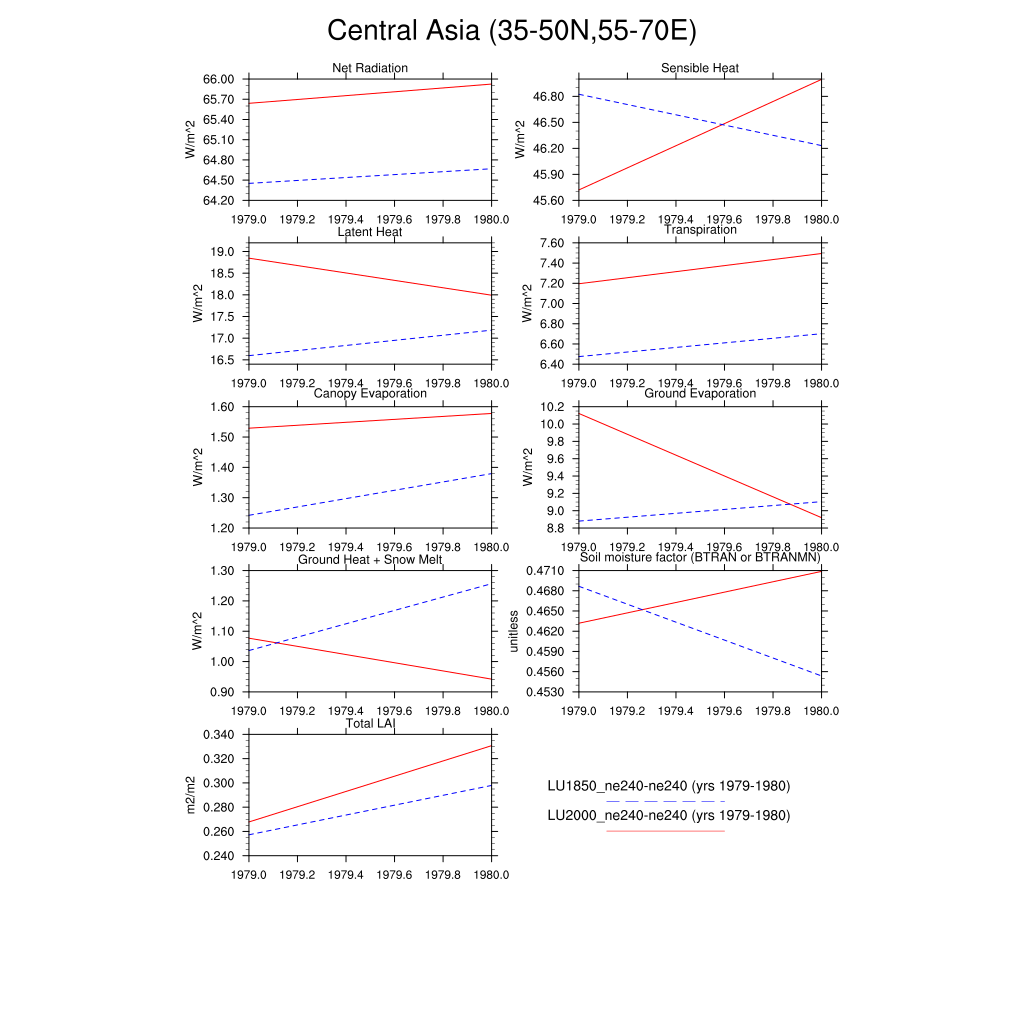 Central Asia (35-50N,55-70E)
Net Radiation
66.00
65.70
65.40
65.10
64.80
64.50
64.20
W/m^2
1979.0 1979.2 1979.4 1979.6 1979.8 1980.0
Sensible Heat
46.80
46.50
46.20
45.90
45.60
W/m^2
1979.0 1979.2 1979.4 1979.6 1979.8 1980.0
Latent Heat
19.0
18.5
18.0
17.5
17.0
16.5
W/m^2
1979.0 1979.2 1979.4 1979.6 1979.8 1980.0
Transpiration
7.60
7.40
7.20
7.00
6.80
6.60
6.40
W/m^2
1979.0 1979.2 1979.4 1979.6 1979.8 1980.0
Canopy Evaporation
1.60
1.50
1.40
1.30
1.20
W/m^2
1979.0 1979.2 1979.4 1979.6 1979.8 1980.0
Ground Evaporation
10.2
10.0
9.8
9.6
9.4
9.2
9.0
8.8
W/m^2
1979.0 1979.2 1979.4 1979.6 1979.8 1980.0
Ground Heat + Snow Melt
1.30
1.20
1.10
1.00
0.90
W/m^2
1979.0 1979.2 1979.4 1979.6 1979.8 1980.0
Soil moisture factor (BTRAN or BTRANMN)
0.4710
0.4680
0.4650
0.4620
0.4590
0.4560
0.4530
unitless
1979.0 1979.2 1979.4 1979.6 1979.8 1980.0
Total LAI
0.340
0.320
0.300
0.280
0.260
0.240
m2/m2
1979.0 1979.2 1979.4 1979.6 1979.8 1980.0
LU1850_ne240-ne240 (yrs 1979-1980)
LU2000_ne240-ne240 (yrs 1979-1980)